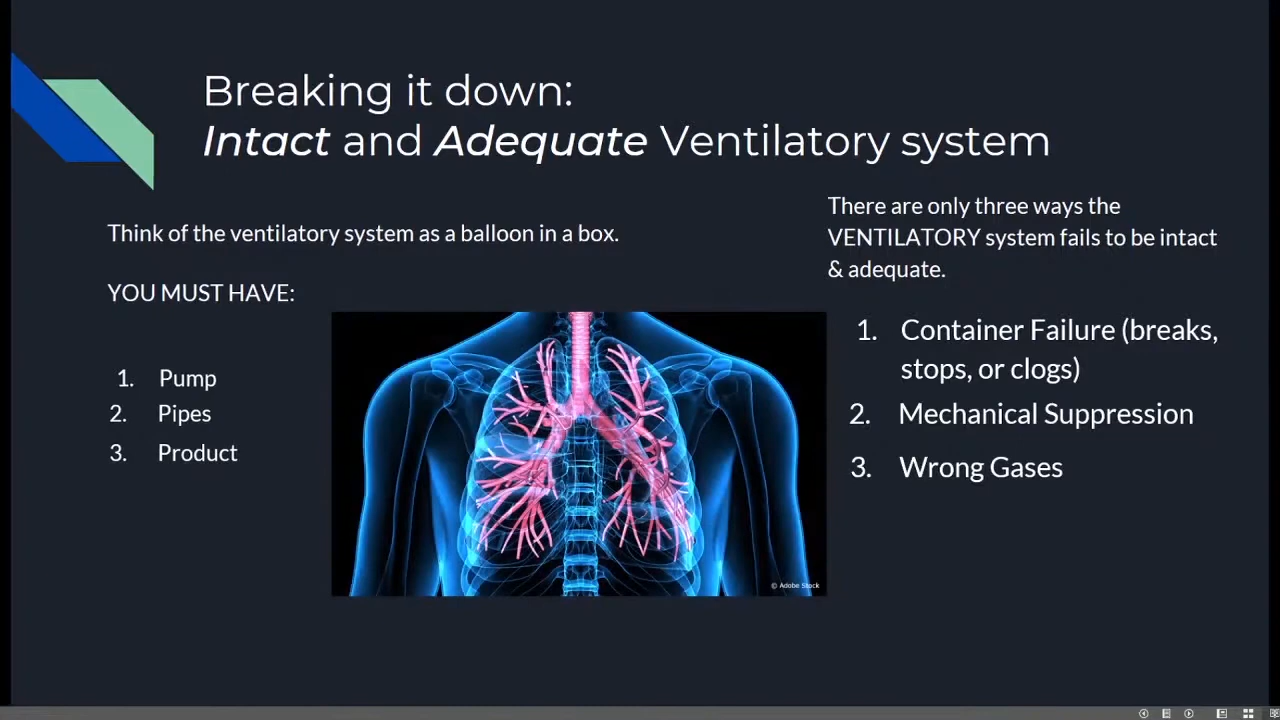 Breaking it down:
Intact and Adequate Ventilatory system
Think of the ventilatory system as a balloon in a box.
YOU MUST HAVE:
1. Pump
2. Pipes
3. Product
© Adobe Stock
There are only three ways the
VENTILATORY system fails to be intact
& adequate.
1. Container Failure (breaks,
stops, or clogs)
2. Mechanical Suppression
3. Wrong Gases